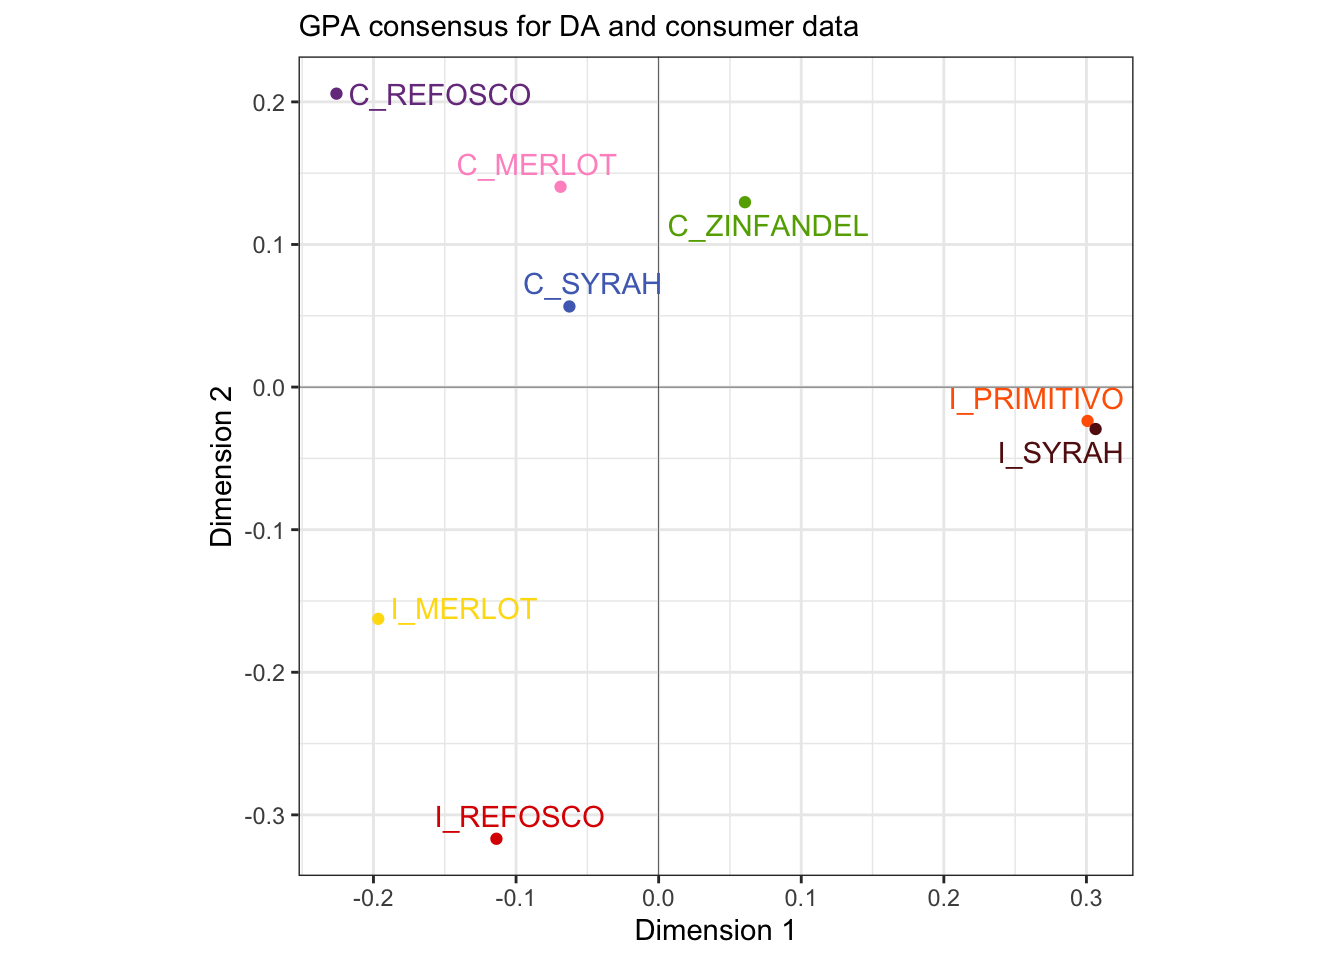 GPA consensus for DA and consumer data
C_REFOSCO
C_MERLOT
C_ZINFANDEL
C_SYRAH
I_PRIMITIVO
I_SYRAH
I_MERLOT
I_REFOSCO
0.2
0.1
0.0
-0.1
-0.2
-0.3
Dimension 2
-0.2 -0.1 0.0 0.1 0.2 0.3
Dimension 1